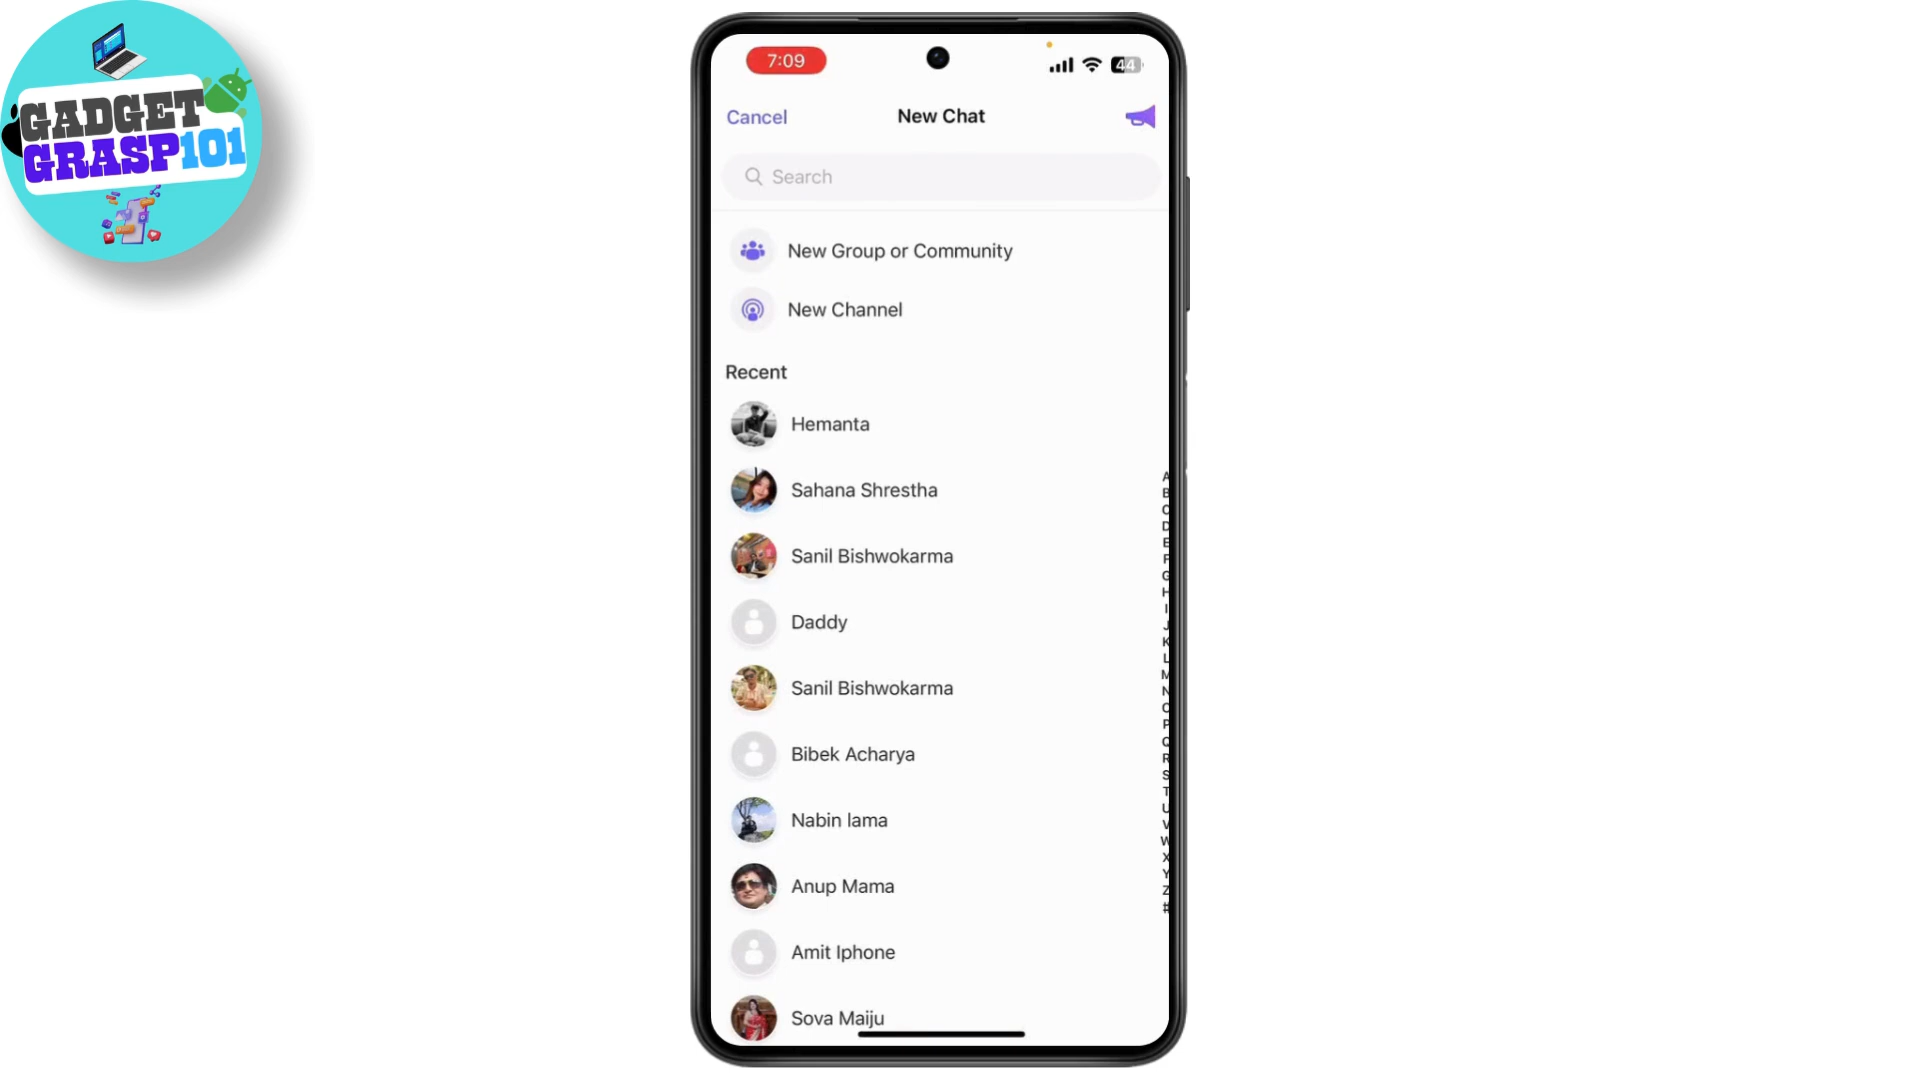 GADGET
GRASP101
7:09
44
Cancel
New Chat
Search
New Group or Community
New Channel
Recent
Hemanta
Sahana Shrestha
Sanil Bishwokarma
Daddy
Sanil Bishwokarma
Bibek Acharya
Nabin lama
Anup Mama
Amit Iphone
Sova Maiju
A
B
C
D
E
F
G
H
I
J
K
L
M
N
O
P
Q
R
S
T
U
V
W
X
Y
Z
#